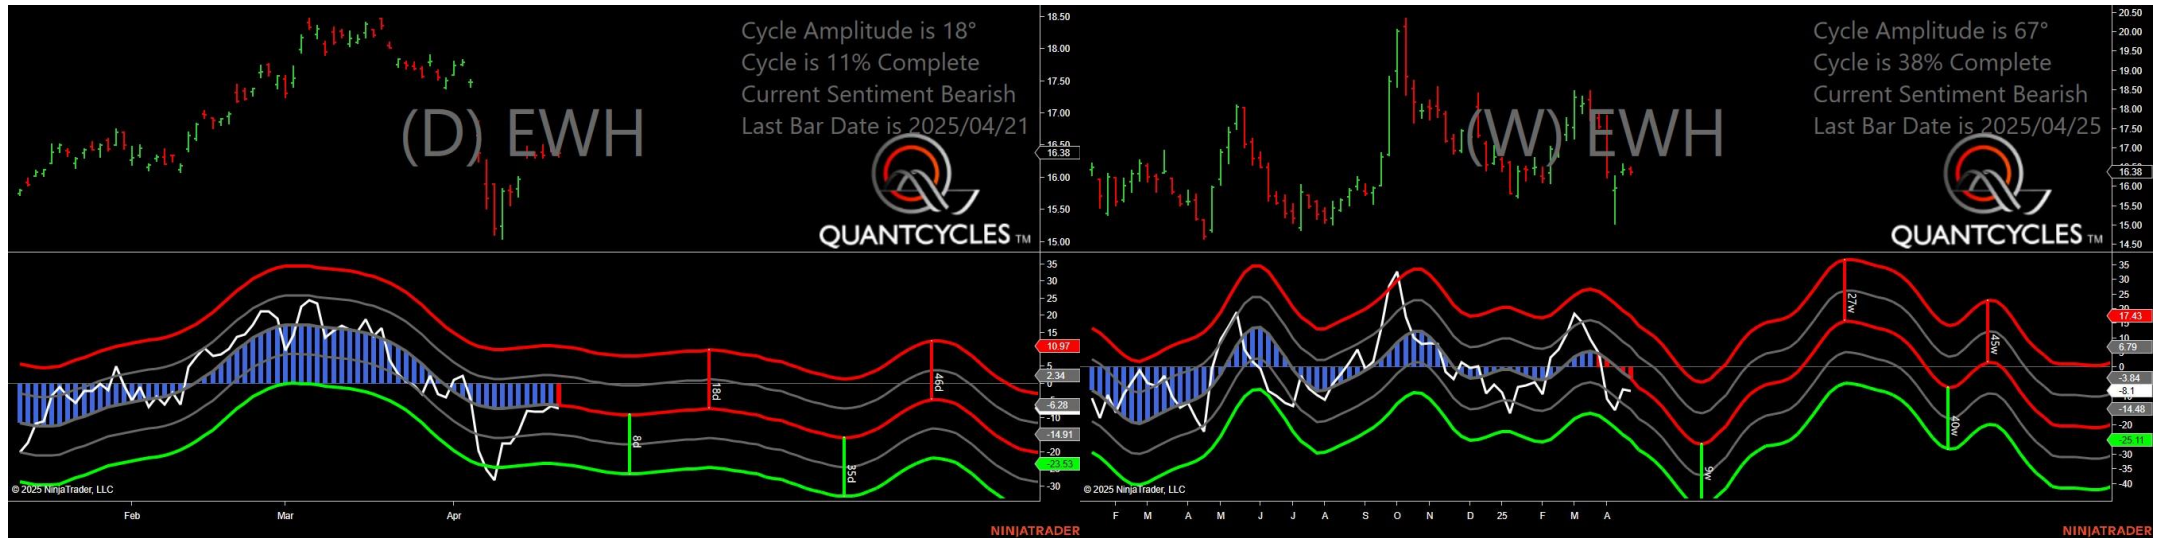 Cycle Amplitude is 18°
Cycle is 11% Complete
Current Sentiment Bearish
Last Bar Date is 2025/04/21
(D) EWH
QUANTCYCLES TM
18.50
18.00
17.50
17.00
16.50
16.38
16.00
15.50
15.00
35
30
25
20
15
10.97
5
2.34
0
-6.28
-10
-14.91
-20
-23.53
-30
18d
46d
8d
35d
© 2025 NinjaTrader, LLC
Feb
Mar
Apr
NINJATRADER
Cycle Amplitude is 67°
Cycle is 38% Complete
Current Sentiment Bearish
Last Bar Date is 2025/04/25
(W) EWH
QUANTCYCLES TM
20.50
20.00
19.50
19.00
18.50
18.00
17.50
17.00
16.38
16.00
15.50
15.00
14.50
35
30
25
20
17.43
15
6.79
0
-3.84
-8.1
-14.48
-20
-25.11
-30
-35
-40
27w
45w
9w
40w
© 2025 NinjaTrader, LLC
F
M
A
M
J
J
A
S
O
N
D
25
F
M
A
NINJATRADER